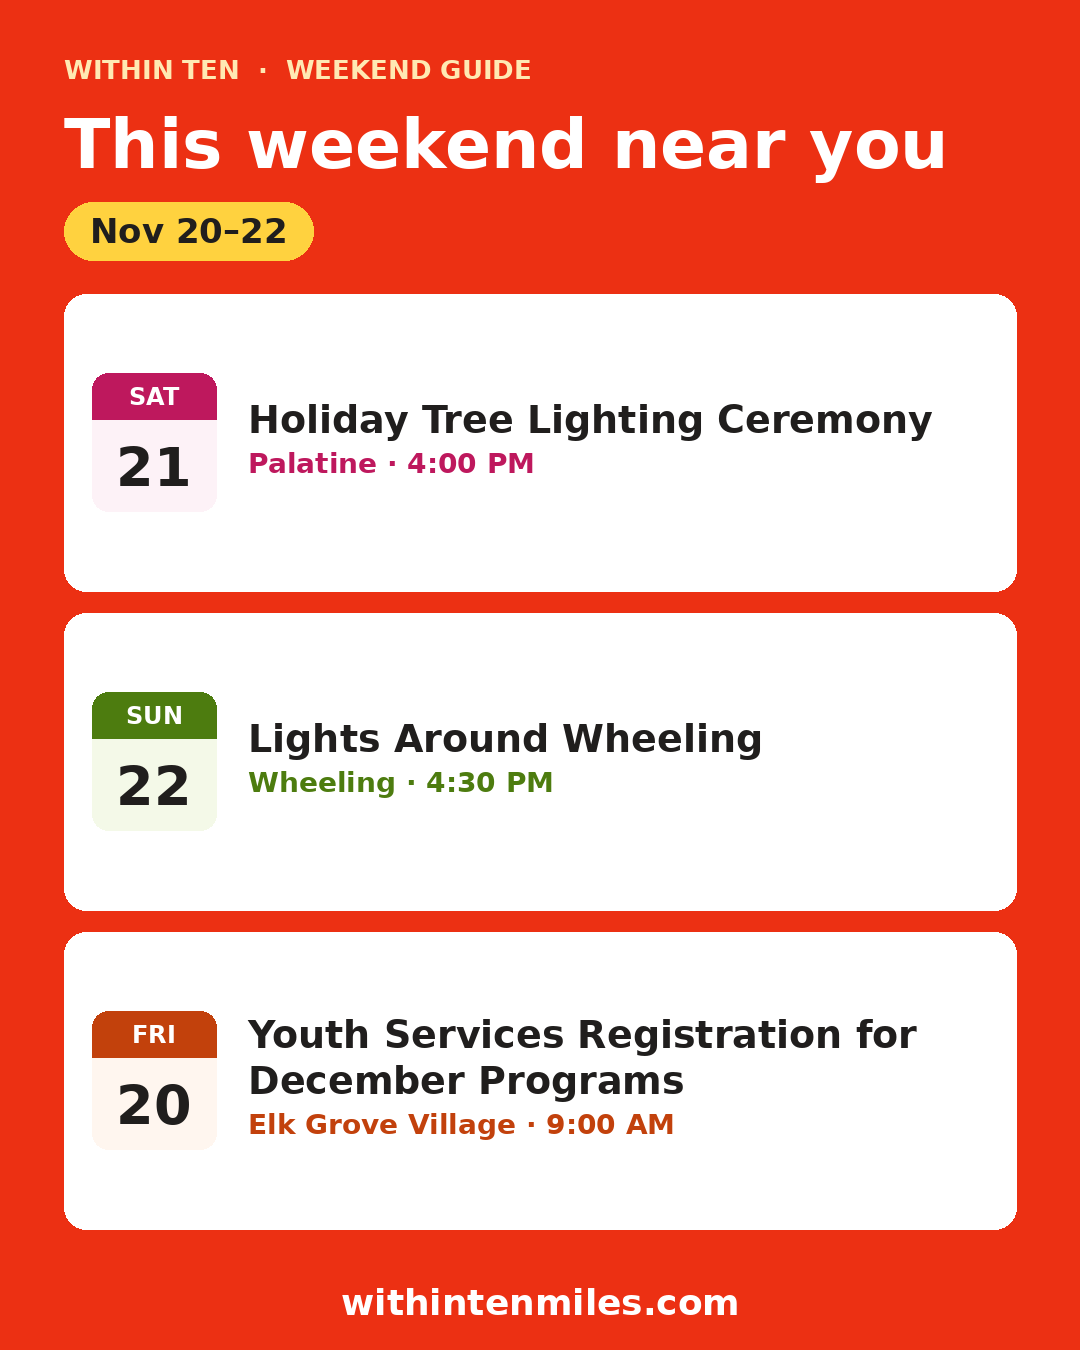 WITHIN TEN · WEEKEND GUIDE
This weekend near you
Nov 20–22
SAT
21
Holiday Tree Lighting Ceremony
Palatine · 4:00 PM
SUN
22
Lights Around Wheeling
Wheeling · 4:30 PM
FRI
20
Youth Services Registration for
December Programs
Elk Grove Village · 9:00 AM
withintenmiles.com